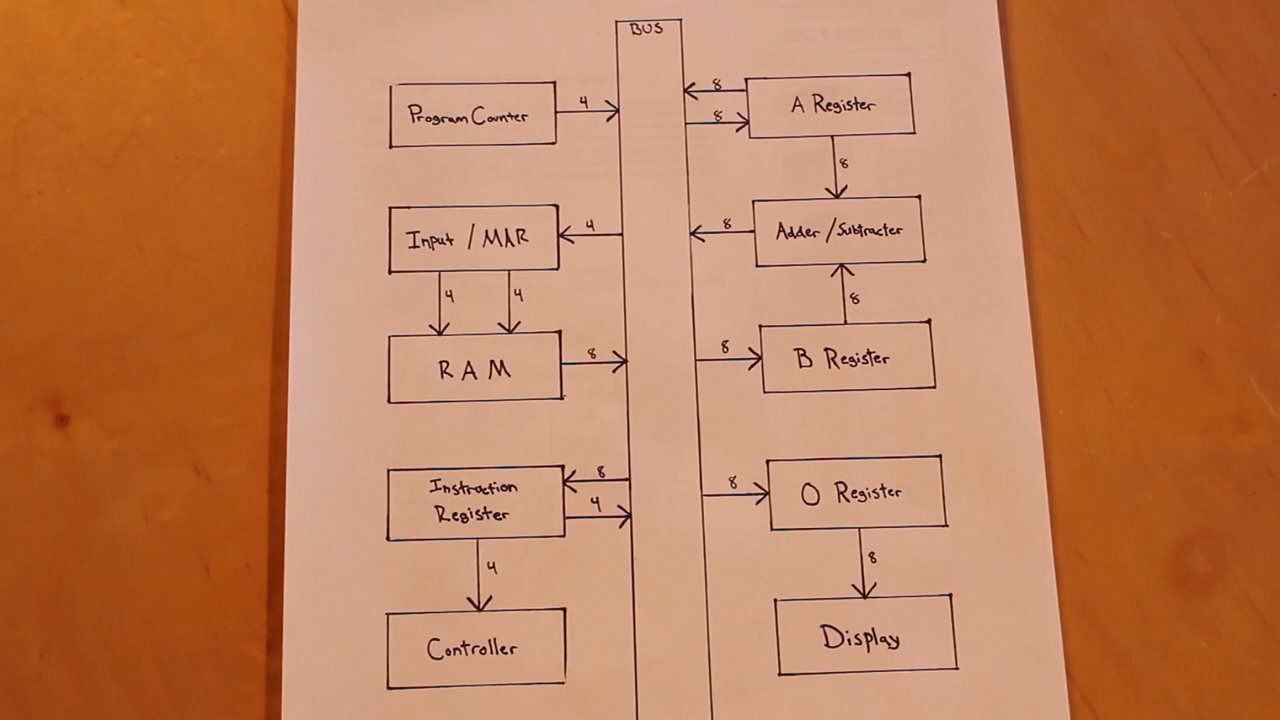 BUS
Program Counter
4
8
8
A Register
8
Input / MAR
4
8
Adder / Subtracter
4
4
8
RAM
8
8
B Register
Instruction
Register
8
4
8
O Register
4
8
Controller
Display